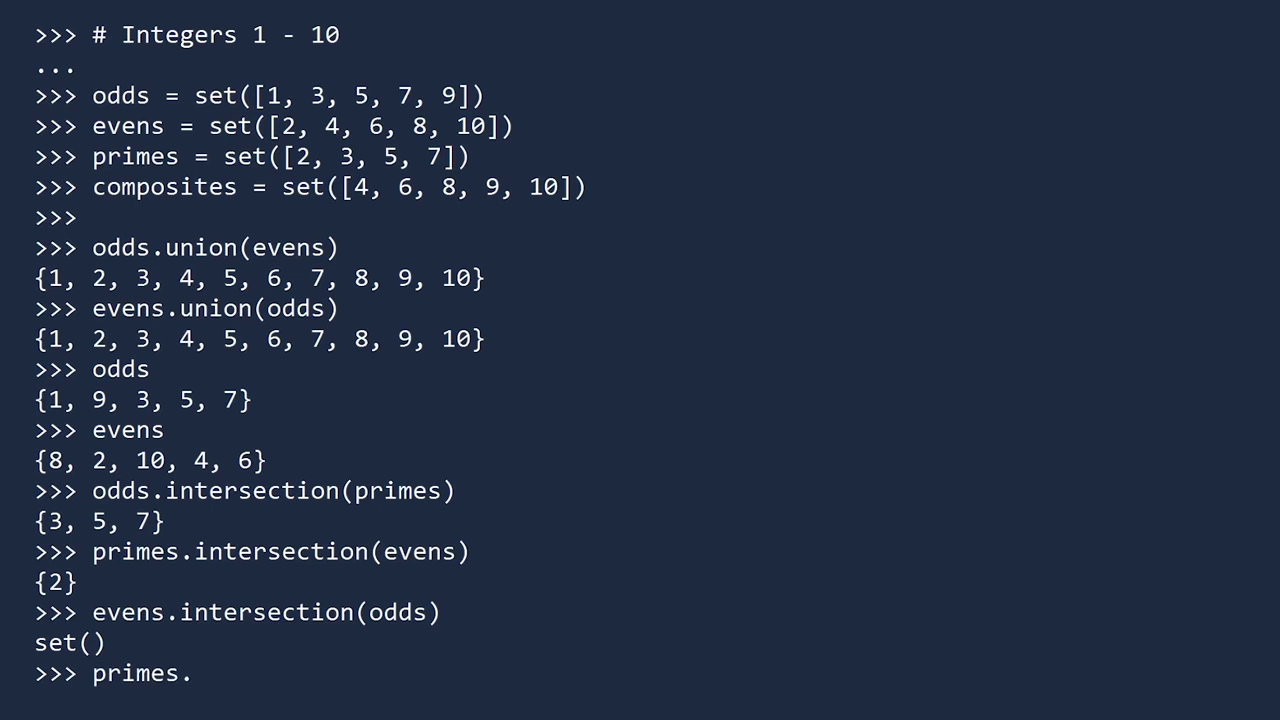 >>> # Integers 1 - 10
...
>>> odds = set([1, 3, 5, 7, 9])
>>> evens = set([2, 4, 6, 8, 10])
>>> primes = set([2, 3, 5, 7])
>>> composites = set([4, 6, 8, 9, 10])
>>>
>>> odds.union(evens)
{1, 2, 3, 4, 5, 6, 7, 8, 9, 10}
>>> evens.union(odds)
{1, 2, 3, 4, 5, 6, 7, 8, 9, 10}
>>> odds
{1, 9, 3, 5, 7}
>>> evens
{8, 2, 10, 4, 6}
>>> odds.intersection(primes)
{3, 5, 7}
>>> primes.intersection(evens)
{2}
>>> evens.intersection(odds)
set()
>>> primes.